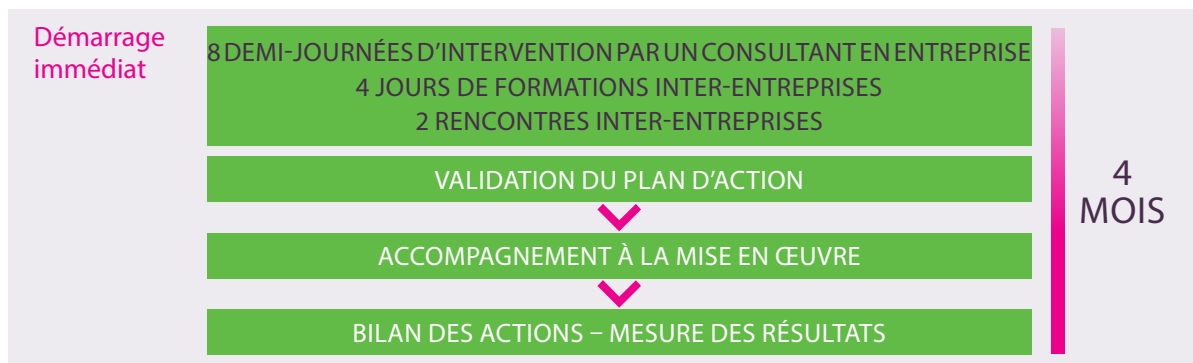 Démarrage
immédiat
8 DEMI-JOURNÉES D’INTERVENTION PAR UN CONSULTANT EN ENTREPRISE
4 JOURS DE FORMATIONS INTER-ENTREPRISES
2 RENCONTRES INTER-ENTREPRISES
VALIDATION DU PLAN D’ACTION
ACCOMPAGNEMENT À LA MISE EN ŒUVRE
BILAN DES ACTIONS – MESURE DES RÉSULTATS
4
MOIS